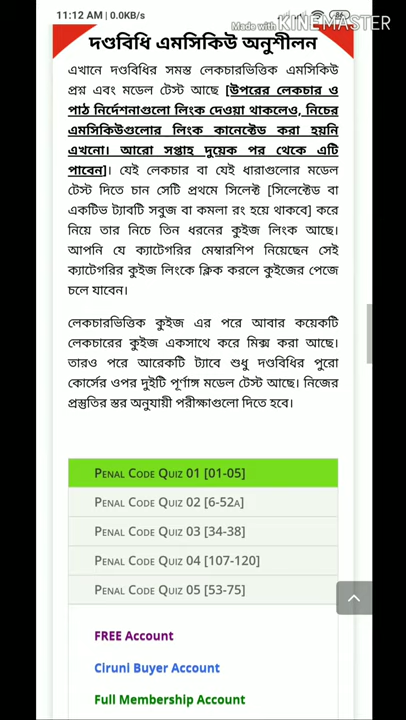 11:12 AM | 0.0KB/s
Made with KINEMASTER
দণ্ডবিধি এমসিকিউ অনুশীলন
এখানে দণ্ডবিধির সমস্ত লেকচারভিত্তিক এমসিকিউ
প্রশ্ন এবং মডেল টেস্ট আছে [উপরের লেকচার ও
পাঠ নির্দেশনাগুলো লিংক দেওয়া থাকলেও, নিচের
এমসিকিউগুলোর লিংক কানেক্টেড করা হয়নি
এখনো। আরো সপ্তাহ দুয়েক পর থেকে এটি
পাবেন]। যেই লেকচার বা যেই ধারাগুলোর মডেল
টেস্ট দিতে চান সেটি প্রথমে সিলেক্ট [সিলেক্টেড বা
একটিভ ট্যাবটি সবুজ বা কমলা রং হয়ে থাকবে] করে
নিয়ে তার নিচে তিন ধরনের কুইজ লিংক আছে।
আপনি যে ক্যাটেগরির মেম্বারশিপ নিয়েছেন সেই
ক্যাটেগরির কুইজ লিংকে ক্লিক করলে কুইজের পেজে
চলে যাবেন।
লেকচারভিত্তিক কুইজ এর পরে আবার কয়েকটি
লেকচারের কুইজ একসাথে করে মিক্স করা আছে।
তারও পরে আরেকটি ট্যাবে শুধু দণ্ডবিধির পুরো
কোর্সের ওপর দুইটি পূর্ণাঙ্গ মডেল টেস্ট আছে। নিজের
প্রস্তুতির স্তর অনুযায়ী পরীক্ষাগুলো দিতে হবে।
PENAL CODE QUIZ 01 [01-05]
PENAL CODE QUIZ 02 [6-52A]
PENAL CODE QUIZ 03 [34-38]
PENAL CODE QUIZ 04 [107-120]
PENAL CODE QUIZ 05 [53-75]
FREE Account
Ciruni Buyer Account
Full Membership Account